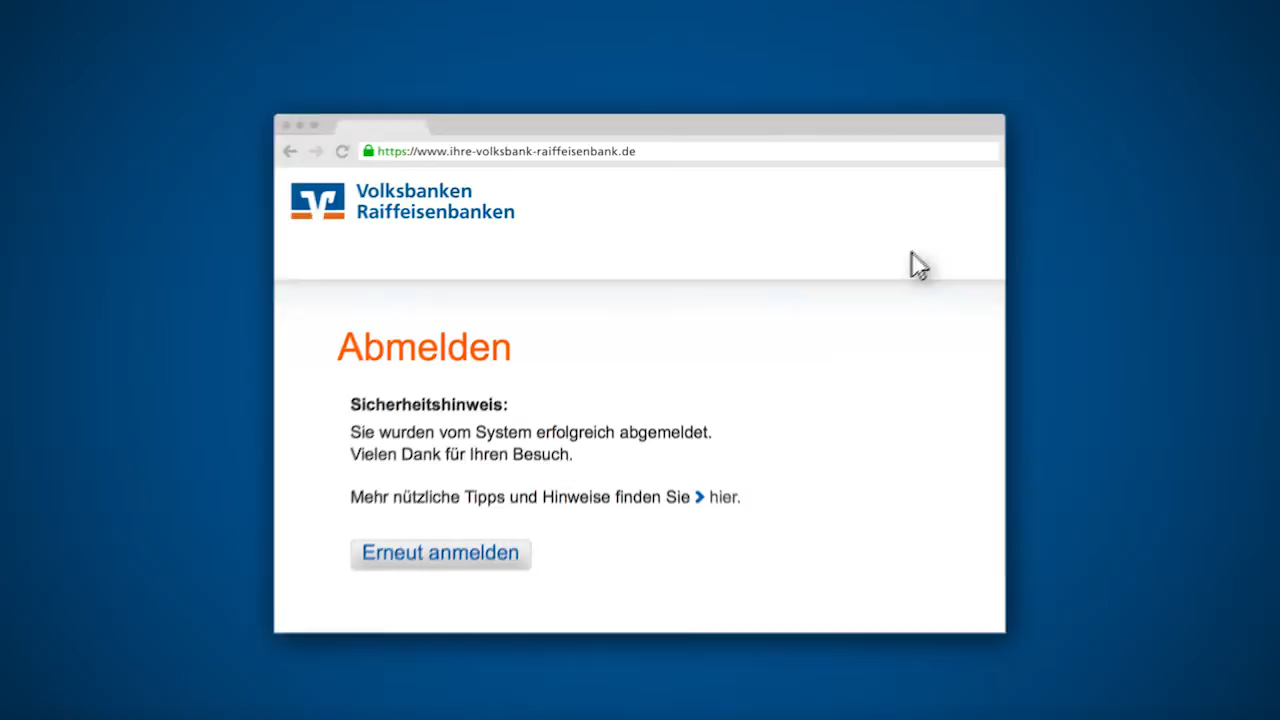 https://www.ihre-volksbank-raiffeisenbank.de
Volksbanken
Raiffeisenbanken
Abmelden
Sicherheitshinweis:
Sie wurden vom System erfolgreich abgemeldet.
Vielen Dank für Ihren Besuch.
Mehr nützliche Tipps und Hinweise finden Sie hier.
Erneut anmelden